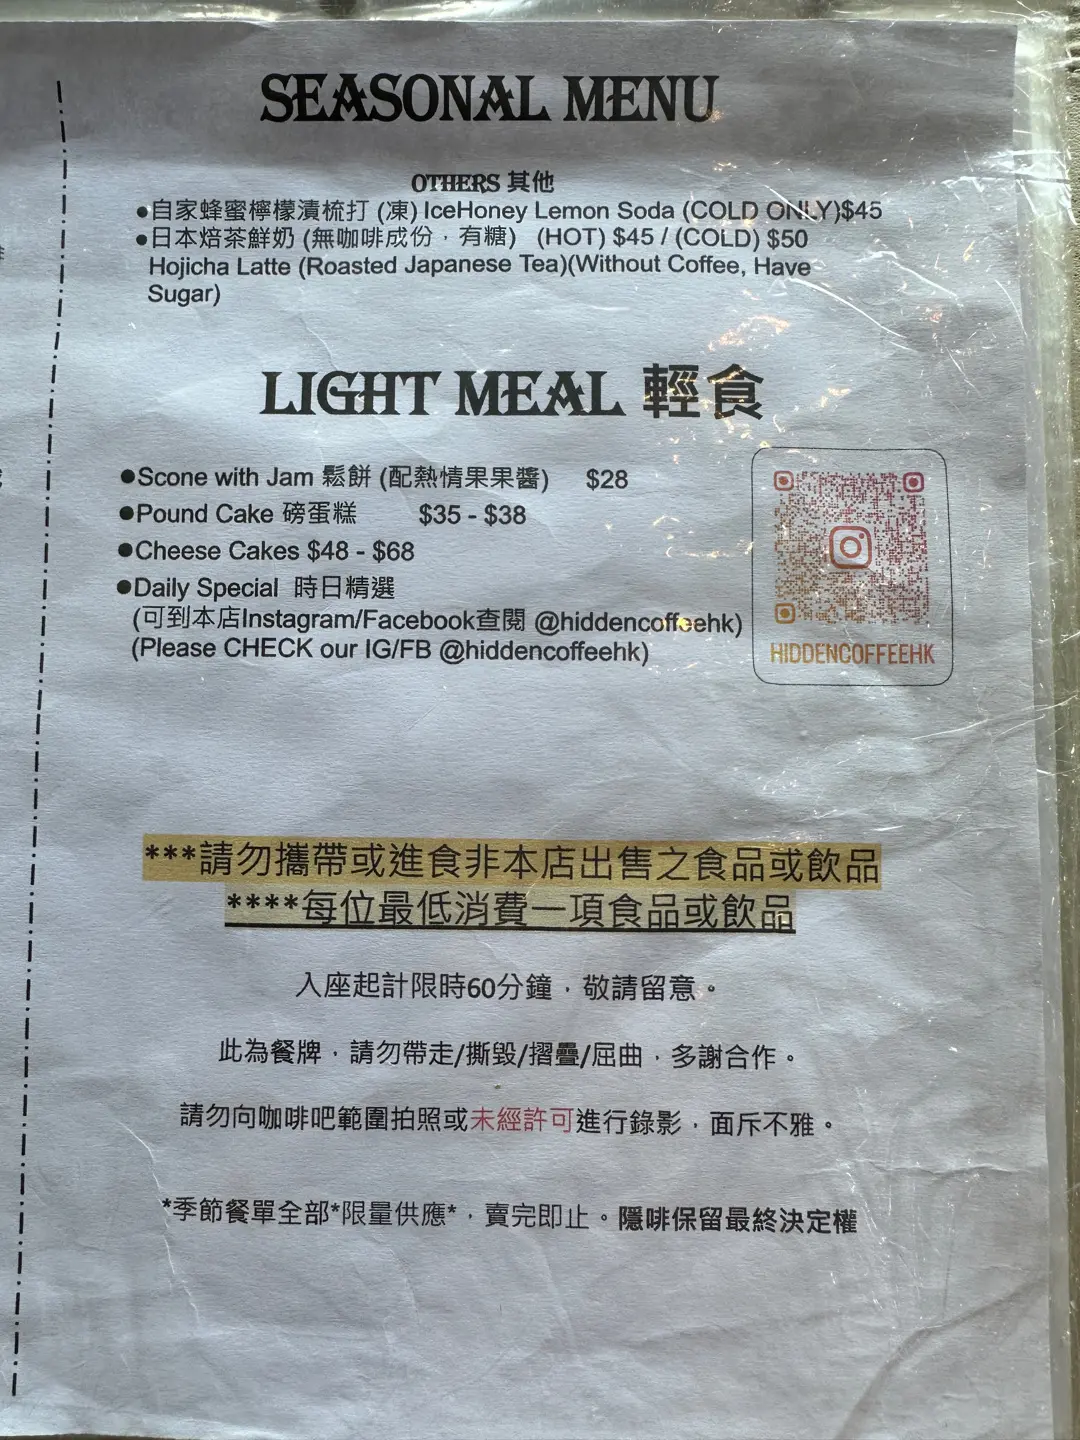 SEASONAL MENU
OTHERS 其他
●自家蜂蜜檸檬漬梳打 (凍) IceHoney Lemon Soda (COLD ONLY)$45
●日本焙茶鮮奶 (無咖啡成份，有糖) (HOT) $45 / (COLD) $50
Hojicha Latte (Roasted Japanese Tea)(Without Coffee, Have
Sugar)
LIGHT MEAL 輕食
●Scone with Jam 鬆餅 (配熱情果果醬) $28
●Pound Cake 磅蛋糕 $35 - $38
●Cheese Cakes $48 - $68
●Daily Special 時日精選
(可到本店Instagram/Facebook查閱 @hiddencoffeehk)
(Please CHECK our IG/FB @hiddencoffeehk)
HIDDENCOFFEEHK
***請勿攜帶或進食非本店出售之食品或飲品
****每位最低消費一項食品或飲品
入座起計限時60分鐘，敬請留意。
此為餐牌，請勿帶走/撕毀/摺疊/屈曲，多謝合作。
請勿向咖啡吧範圍拍照或未經許可進行錄影，面斥不雅。
*季節餐單全部*限量供應*，賣完即止。隱啡保留最終決定權